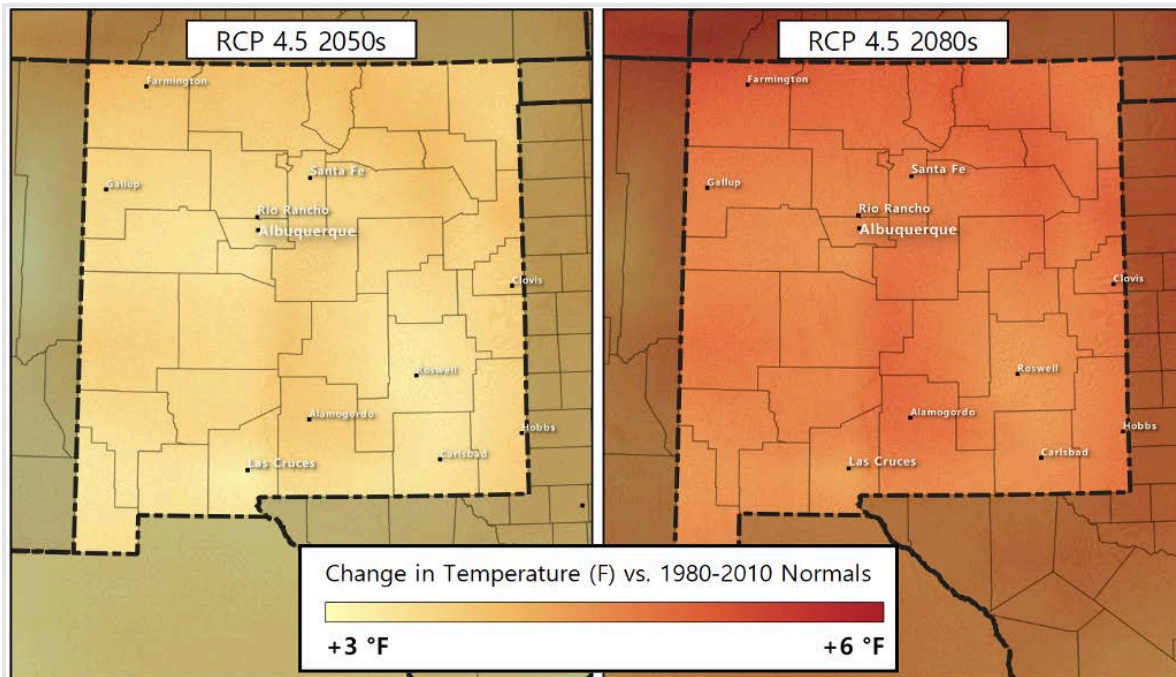 RCP 4.5 2050s
Farmington
Santa Fe
Gallup
Rio Rancho
Albuquerque
Clovis
Roswell
Alamogordo
Hobbs
Carlsbad
Las Cruces
RCP 4.5 2080s
Farmington
Santa Fe
Gallup
Rio Rancho
Albuquerque
Clovis
Roswell
Alamogordo
Hobbs
Carlsbad
Las Cruces
Change in Temperature (F) vs. 1980-2010 Normals
+3 °F +6 °F